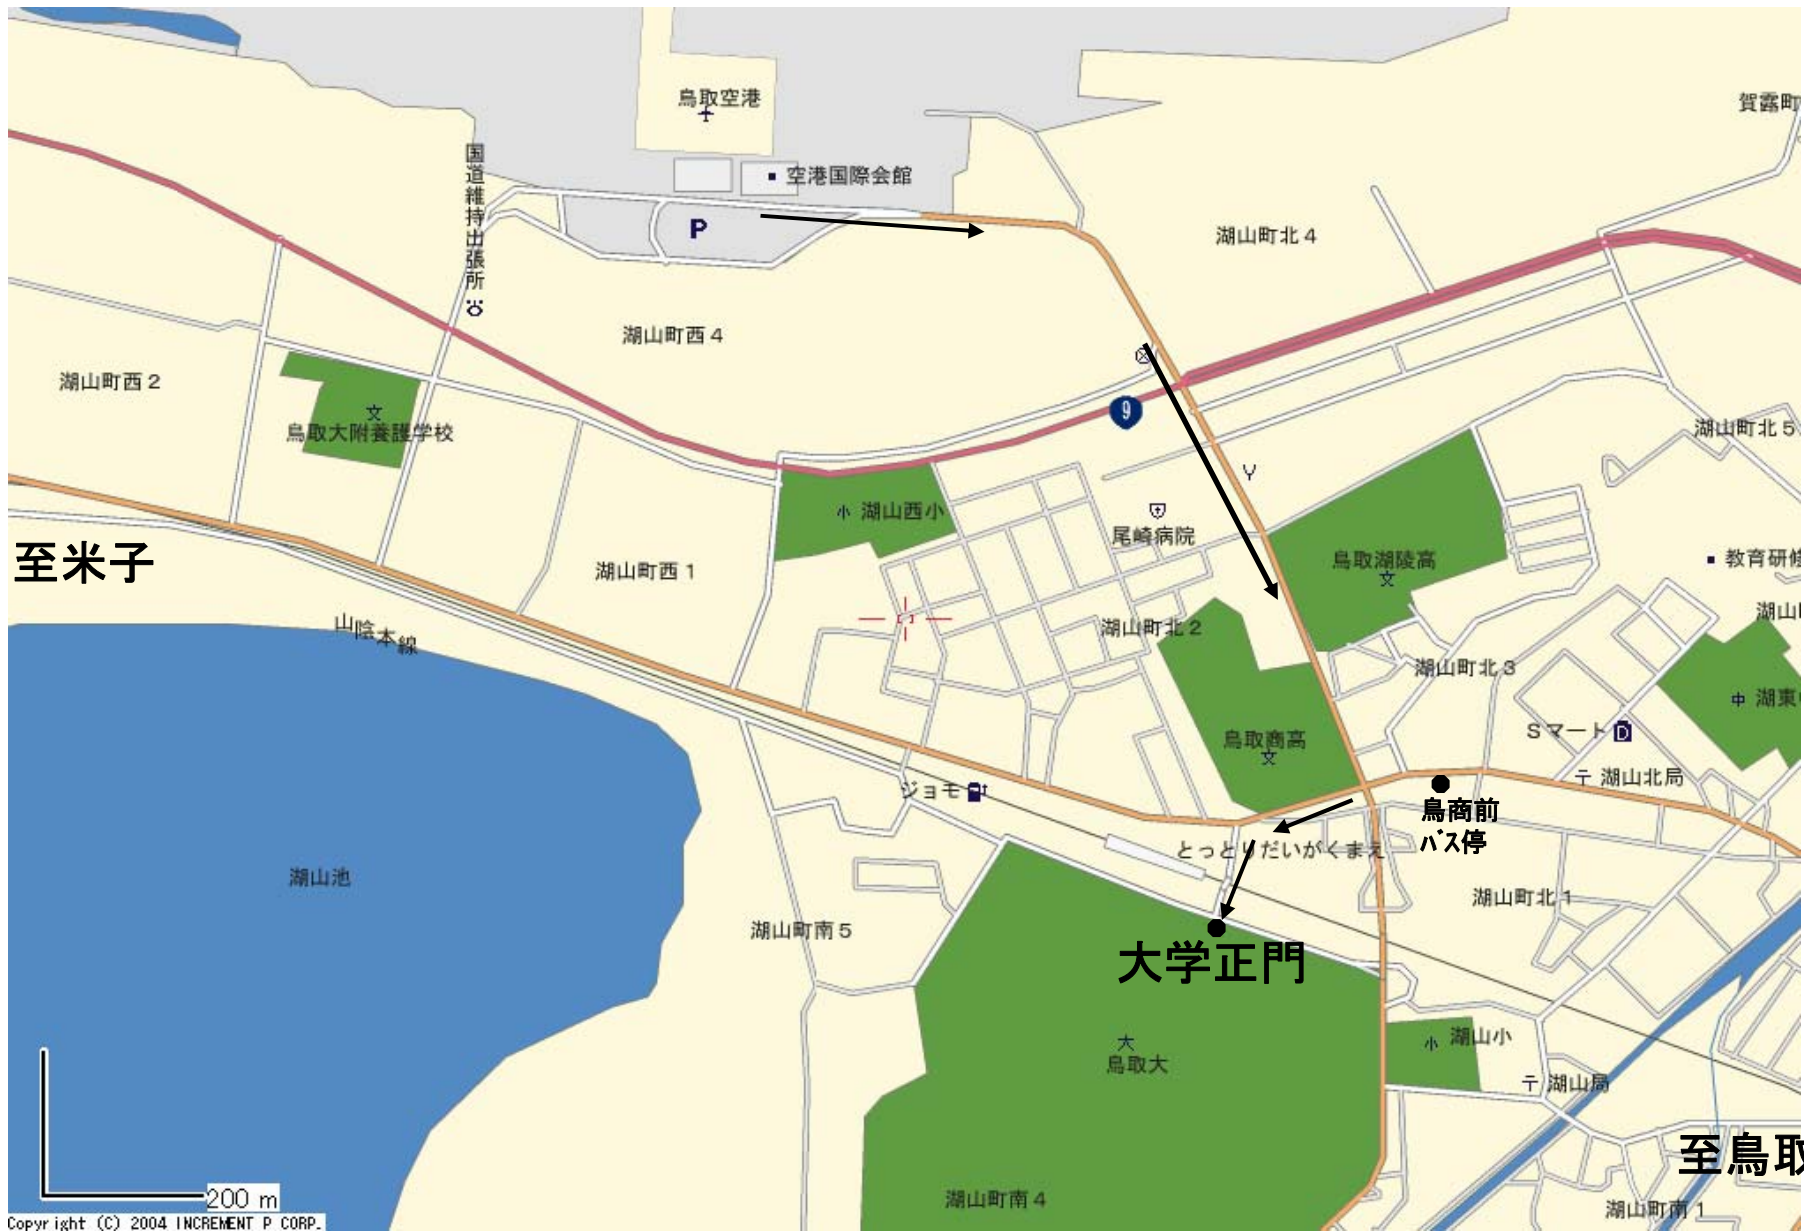 鳥取空港
賀露町
国道維持出張所
空港国際会館
P
湖山町北4
湖山町西4
湖山町西2
9
鳥取大附養護学校
湖山町北5
小 湖山西小
尾崎病院
鳥取湖陵高
文
教育研修
至米子
湖山町西1
湖山町北2
山陰本線
湖山町北3
中 湖東
Sマート D
鳥取商高
文
〒 湖山北局
ジョモ
鳥商前
バス停
とっとりだいがくまえ
湖山池
湖山町北1
湖山町南5
大学正門
大
鳥取大
小 湖山小
〒 湖山局
至鳥取
湖山町南4
湖山町南1
200 m
Copyright (C) 2004 INCREMENT P CORP.